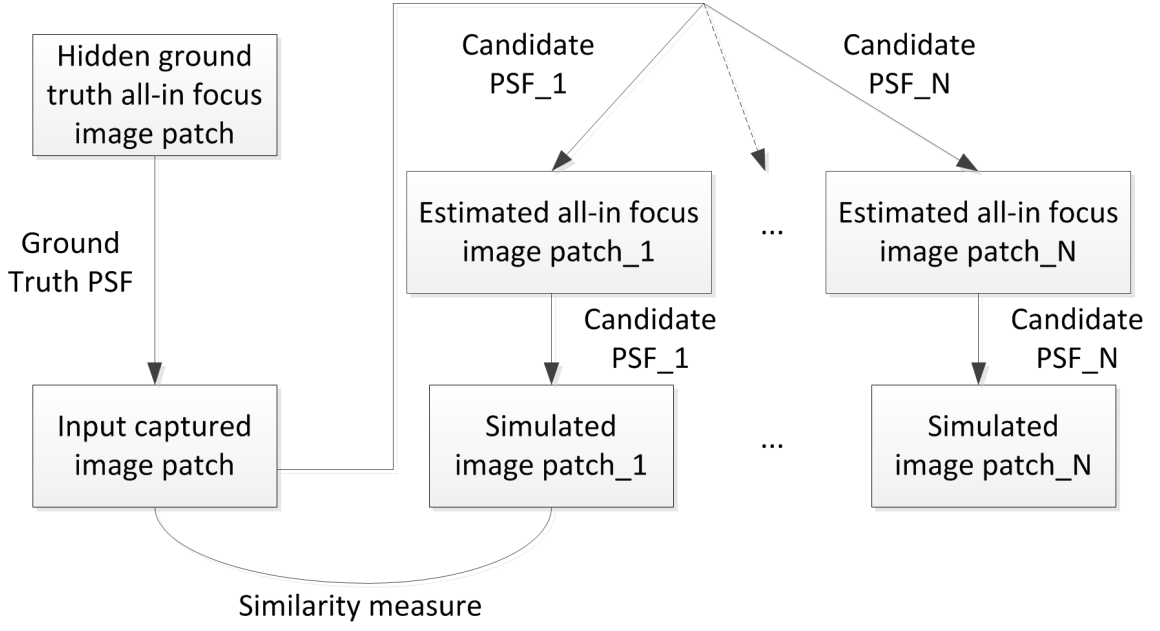 Hidden ground
truth all-in focus
image patch
Ground
Truth PSF
Input captured
image patch
Candidate
PSF_1
Candidate
PSF_N
Estimated all-in focus
image patch_1
...
Estimated all-in focus
image patch_N
Candidate
PSF_1
Candidate
PSF_N
Simulated
image patch_1
...
Simulated
image patch_N
Similarity measure